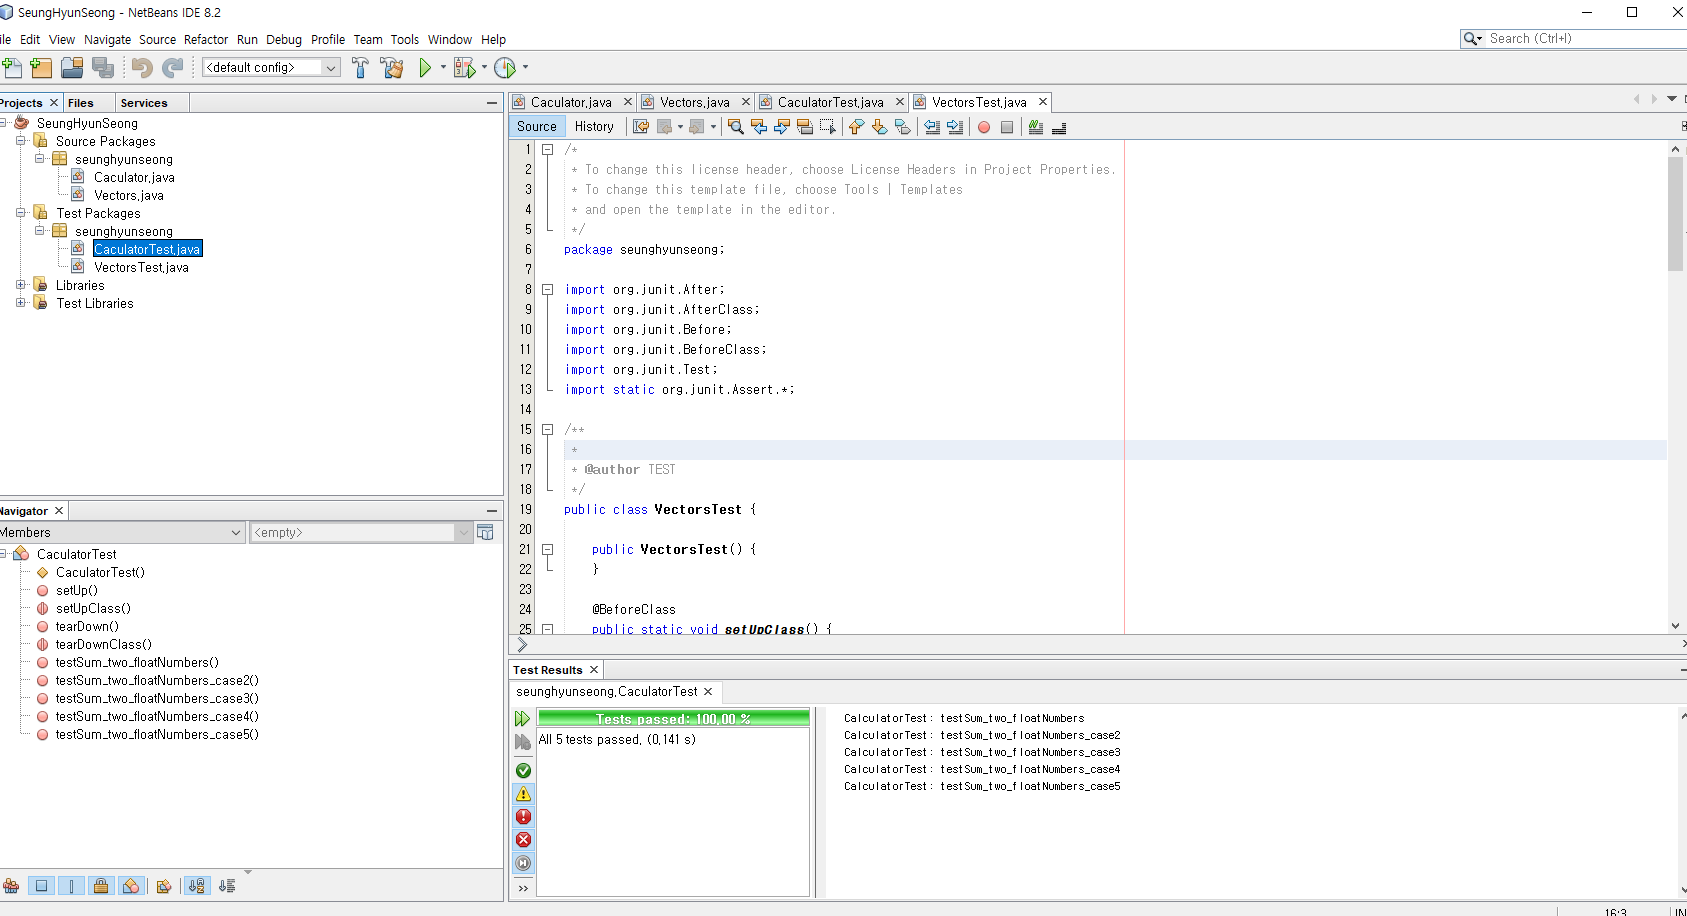 SeungHyunSeong - NetBeans IDE 8.2
ile Edit View Navigate Source Refactor Run Debug Profile Team Tools Window Help
Search (Ctrl+I)
<default config>
Projects Files Services
SeungHyunSeong
Source Packages
seunghyunseong
Caculator.java
Vectors.java
Test Packages
seunghyunseong
CaculatorTest.java
VectorsTest.java
Libraries
Test Libraries
Navigator
Members
<empty>
CaculatorTest
CaculatorTest()
setUp()
setUpClass()
tearDown()
tearDownClass()
testSum_two_floatNumbers()
testSum_two_floatNumbers_case2()
testSum_two_floatNumbers_case3()
testSum_two_floatNumbers_case4()
testSum_two_floatNumbers_case5()
Caculator.java Vectors.java CaculatorTest.java VectorsTest.java
Source History
1 /*
2 * To change this license header, choose License Headers in Project Properties.
3 * To change this template file, choose Tools | Templates
4 * and open the template in the editor.
5 */
6 package seunghyunseong;
7
8 import org.junit.After;
9 import org.junit.AfterClass;
10 import org.junit.Before;
11 import org.junit.BeforeClass;
12 import org.junit.Test;
13 import static org.junit.Assert.*;
14
15 /**
16 *
17 * @author TEST
18 */
19 public class VectorsTest {
20
21 public VectorsTest() {
22 }
23
24 @BeforeClass
25 public static void setUpClass() {
Test Results
seunghyunseong.CaculatorTest
Tests passed: 100.00 %
All 5 tests passed. (0.141 s)
CalculatorTest: testSum_two_floatNumbers
CalculatorTest: testSum_two_floatNumbers_case2
CalculatorTest: testSum_two_floatNumbers_case3
CalculatorTest: testSum_two_floatNumbers_case4
CalculatorTest: testSum_two_floatNumbers_case5
16:3 IN